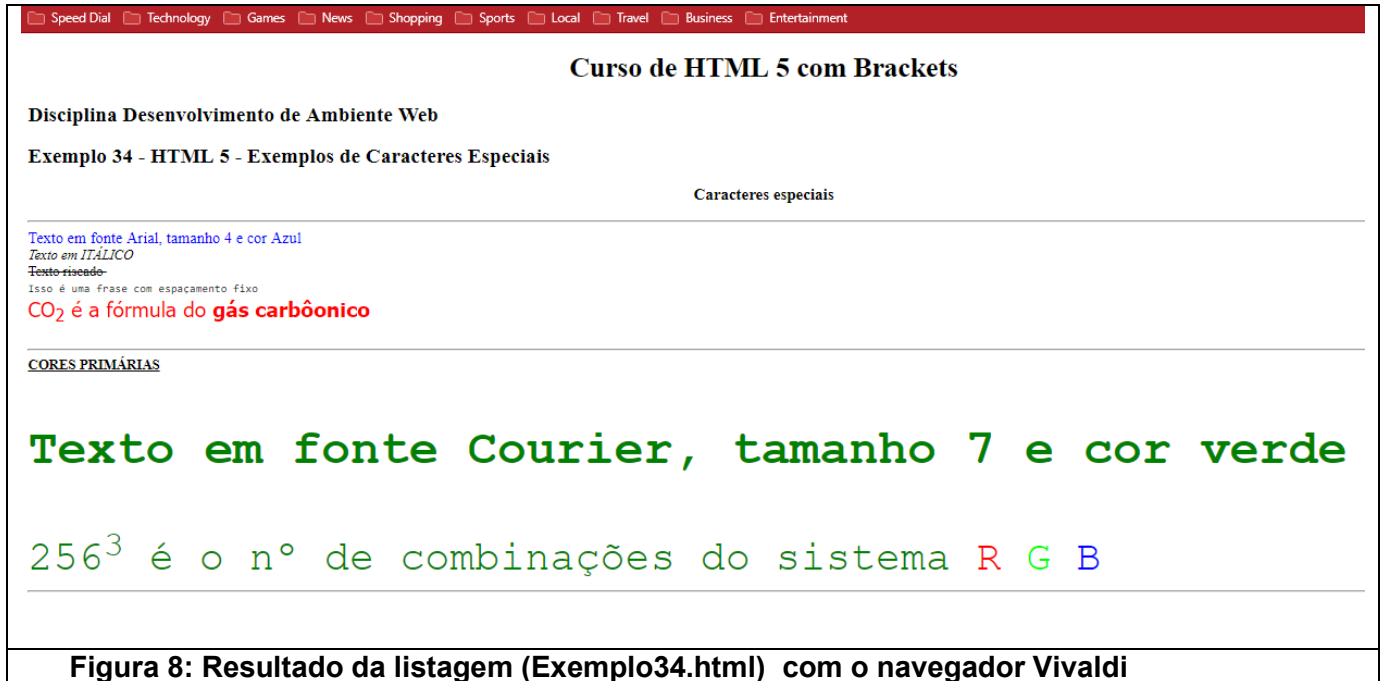 Speed Dial Technology Games News Shopping Sports Local Travel Business Entertainment
Curso de HTML 5 com Brackets
Disciplina Desenvolvimento de Ambiente Web
Exemplo 34 - HTML 5 - Exemplos de Caracteres Especiais
Caracteres especiais
Texto em fonte Arial, tamanho 4 e cor Azul
Texto em ITÁLICO
Texto riscado
Isso é uma frase com espaçamento fixo
CO₂ é a fórmula do gás carbôonico
CORES PRIMÁRIAS
Texto em fonte Courier, tamanho 7 e cor verde
256³ é o nº de combinações do sistema R G B
Figura 8: Resultado da listagem (Exemplo34.html) com o navegador Vivaldi